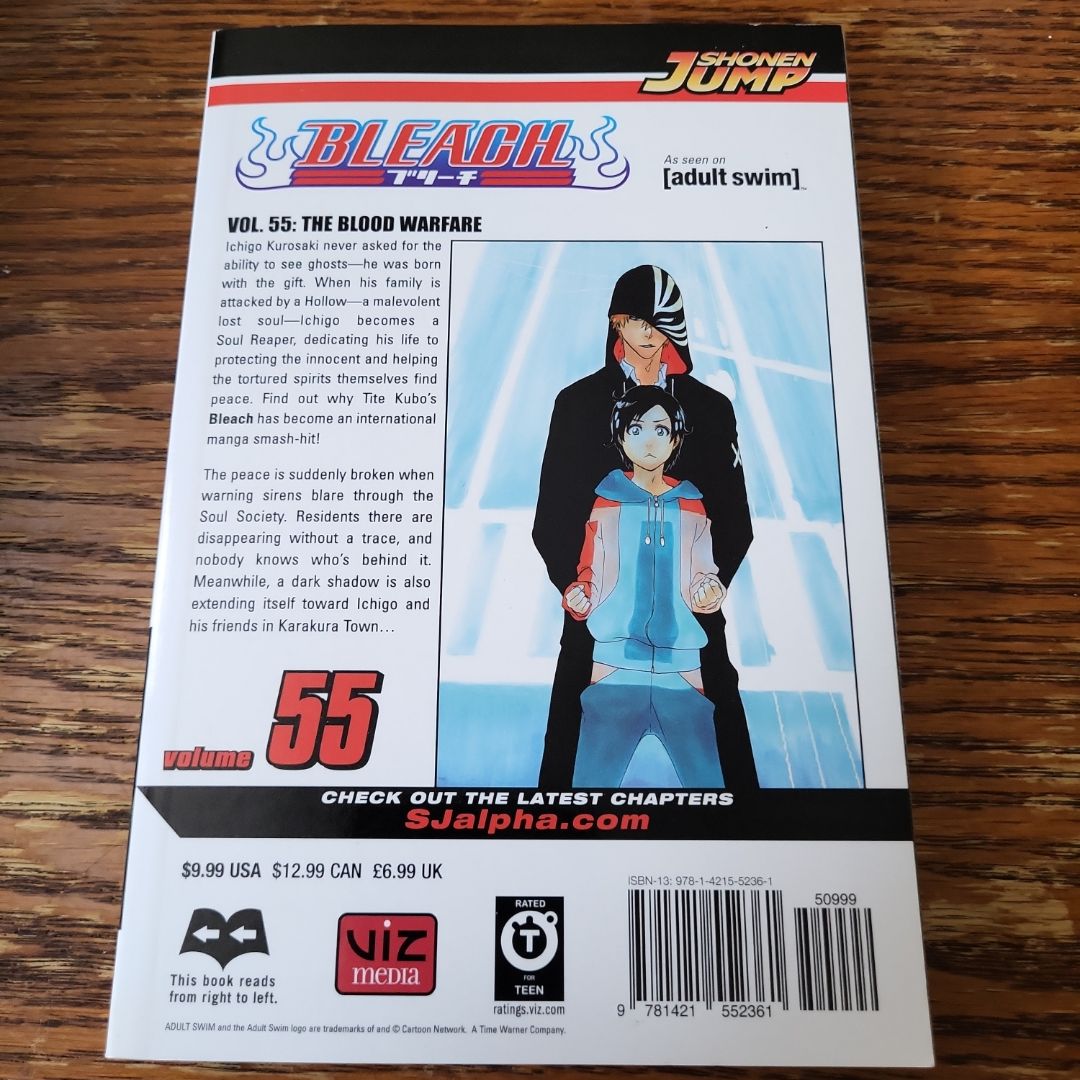 SHONEN
JUMP
BLEACH
ブリーチ
As seen on
[adult swim]™
VOL. 55: THE BLOOD WARFARE
Ichigo Kurosaki never asked for the
ability to see ghosts—he was born
with the gift. When his family is
attacked by a Hollow—a malevolent
lost soul—Ichigo becomes a
Soul Reaper, dedicating his life to
protecting the innocent and helping
the tortured spirits themselves find
peace. Find out why Tite Kubo's
Bleach has become an international
manga smash-hit!
The peace is suddenly broken when
warning sirens blare through the
Soul Society. Residents there are
disappearing without a trace, and
nobody knows who's behind it.
Meanwhile, a dark shadow is also
extending itself toward Ichigo and
his friends in Karakura Town...
volume 55
CHECK OUT THE LATEST CHAPTERS
SJalpha.com
$9.99 USA $12.99 CAN £6.99 UK
This book reads
from right to left.
VIZ
MEDIA
RATED
T
FOR
TEEN
ratings.viz.com
ISBN-13: 978-1-4215-5236-1
50999
9 781421 552361
ADULT SWIM and the Adult Swim logo are trademarks of and © Cartoon Network. A Time Warner Company.